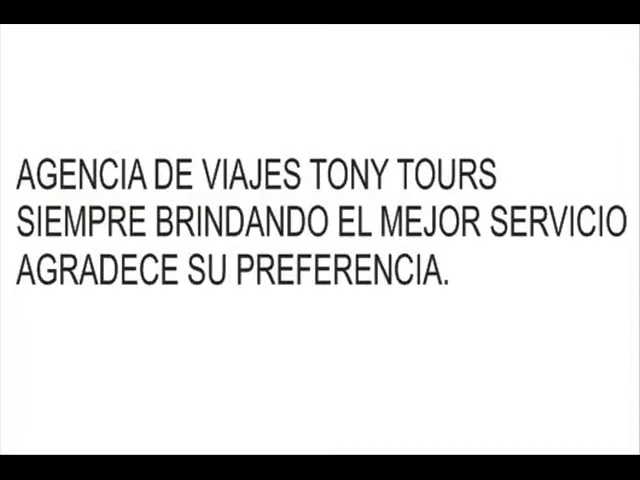 AGENCIA DE VIAJES TONY TOURS
SIEMPRE BRINDANDO EL MEJOR SERVICIO
AGRADECE SU PREFERENCIA.